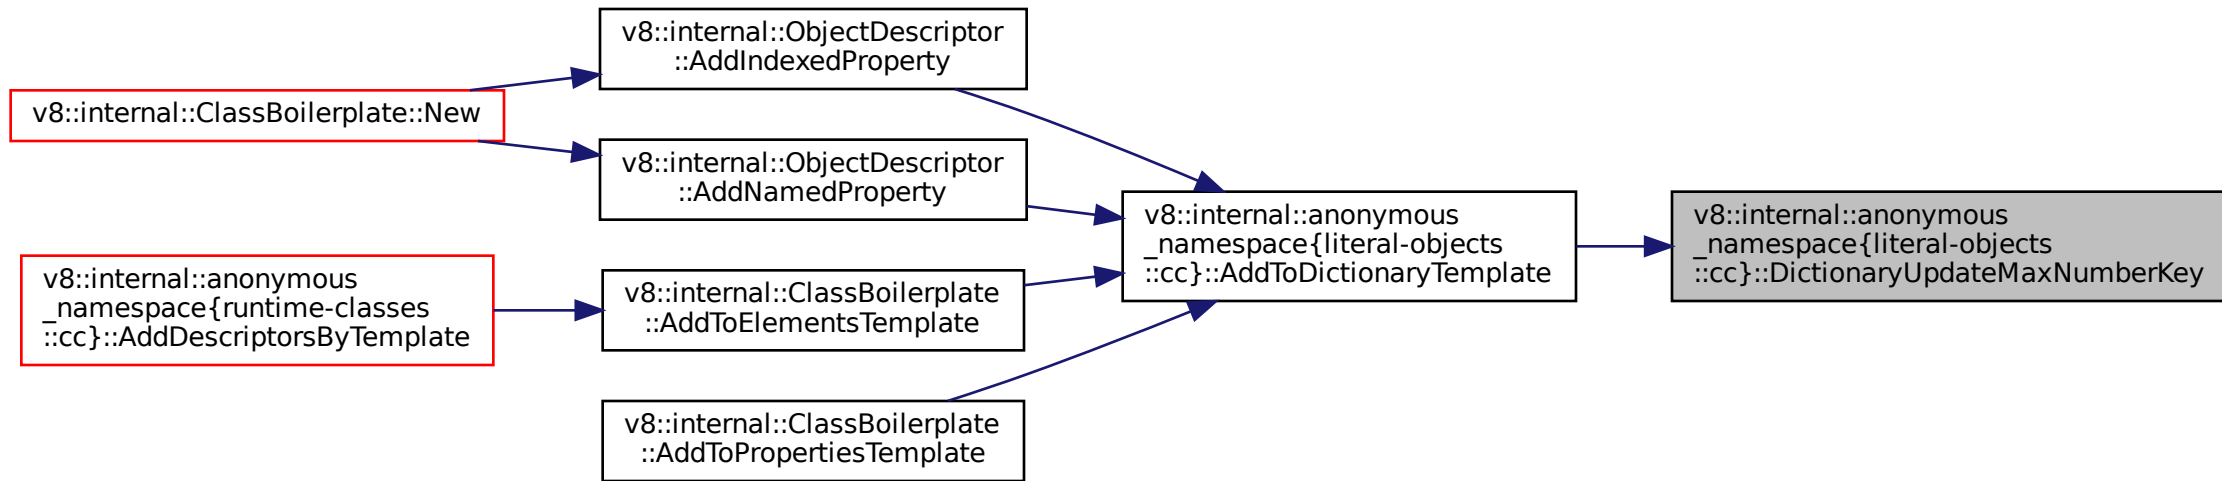 v8::internal::ObjectDescriptor
::AddIndexedProperty
v8::internal::ClassBoilerplate::New
v8::internal::ObjectDescriptor
::AddNamedProperty
v8::internal::anonymous
_namespace{literal-objects
::cc}::AddToDictionaryTemplate
v8::internal::anonymous
_namespace{literal-objects
::cc}::DictionaryUpdateMaxNumberKey
v8::internal::anonymous
_namespace{runtime-classes
::cc}::AddDescriptorsByTemplate
v8::internal::ClassBoilerplate
::AddToElementsTemplate
v8::internal::ClassBoilerplate
::AddToPropertiesTemplate